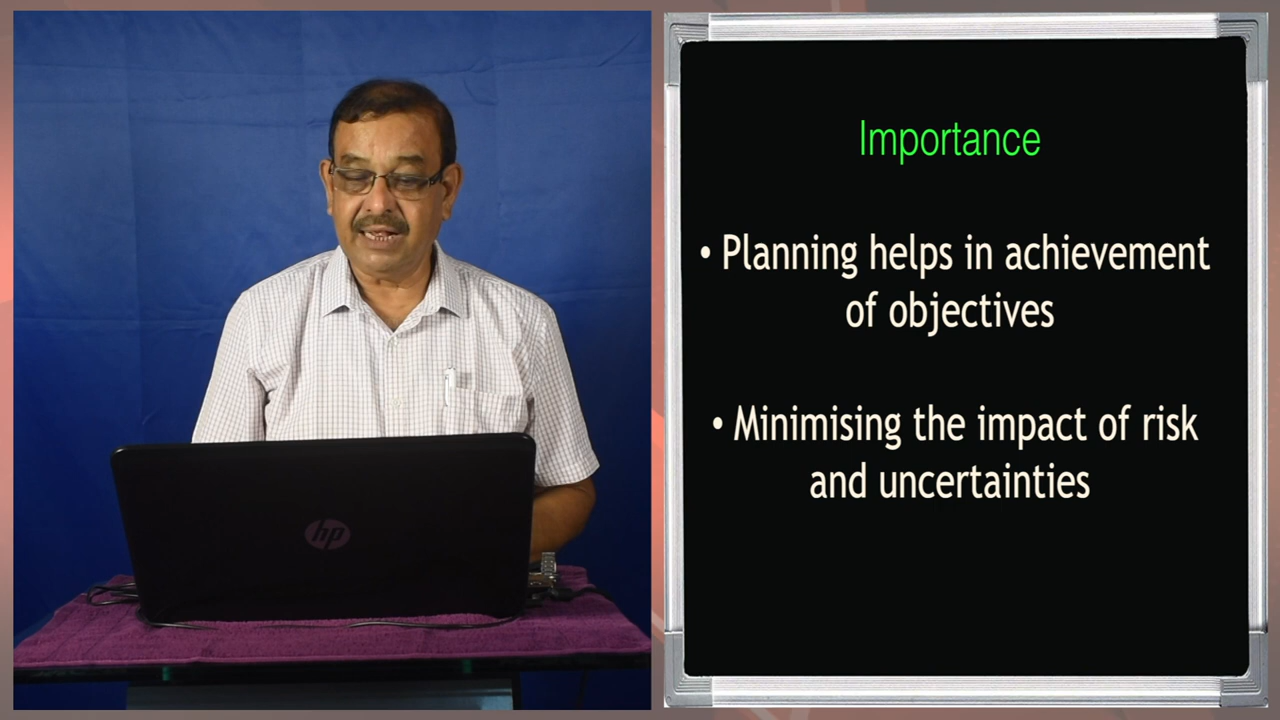 Importance
• Planning helps in achievement
of objectives
• Minimising the impact of risk
and uncertainties
hp